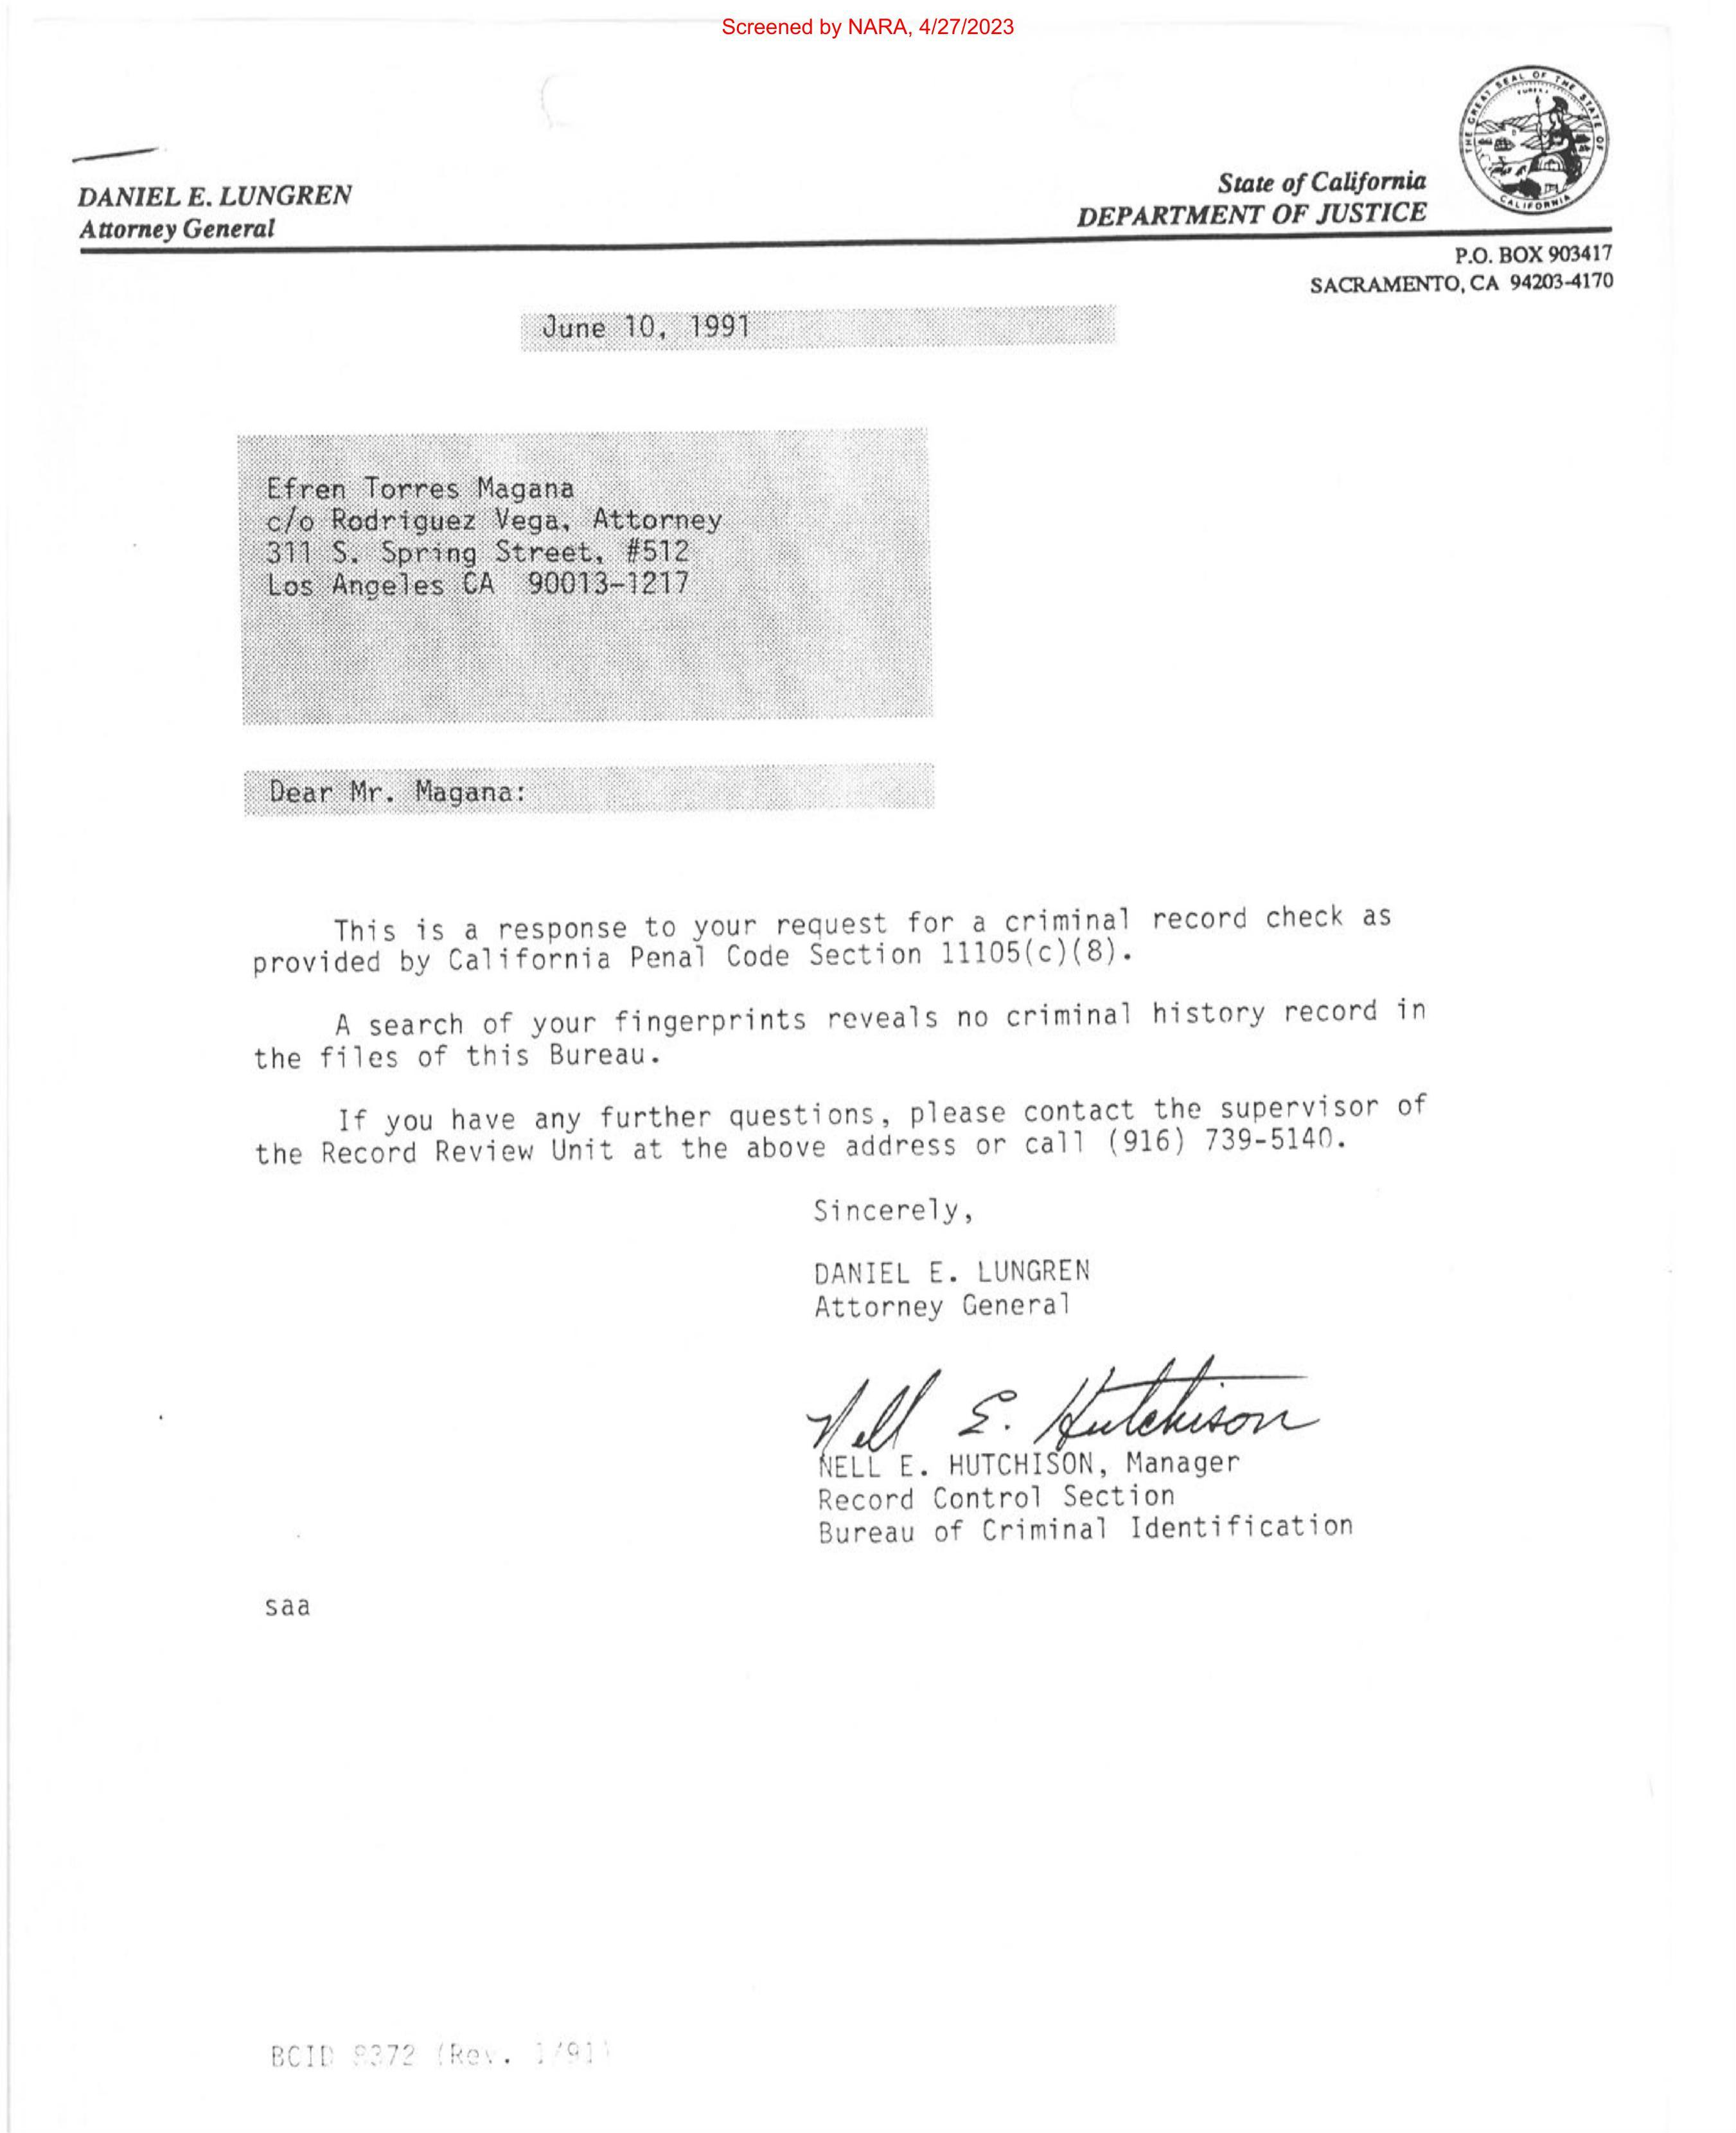 Screened by NARA, 4/27/2023
THE GREAT SEAL OF THE STATE OF CALIFORNIA
EUREKA
DANIEL E. LUNGREN
Attorney General
State of California
DEPARTMENT OF JUSTICE
P.O. BOX 903417
SACRAMENTO, CA 94203-4170
June 10, 1991
Efren Torres Magana
c/o Rodriguez Vega, Attorney
311 S. Spring Street, #512
Los Angeles CA 90013-1217
Dear Mr. Magana:
This is a response to your request for a criminal record check as
provided by California Penal Code Section 11105(c)(8).
A search of your fingerprints reveals no criminal history record in
the files of this Bureau.
If you have any further questions, please contact the supervisor of
the Record Review Unit at the above address or call (916) 739-5140.
Sincerely,
DANIEL E. LUNGREN
Attorney General
Nell E. Hutchison
NELL E. HUTCHISON, Manager
Record Control Section
Bureau of Criminal Identification
saa
BCID 8372 (Rev. 1/91)